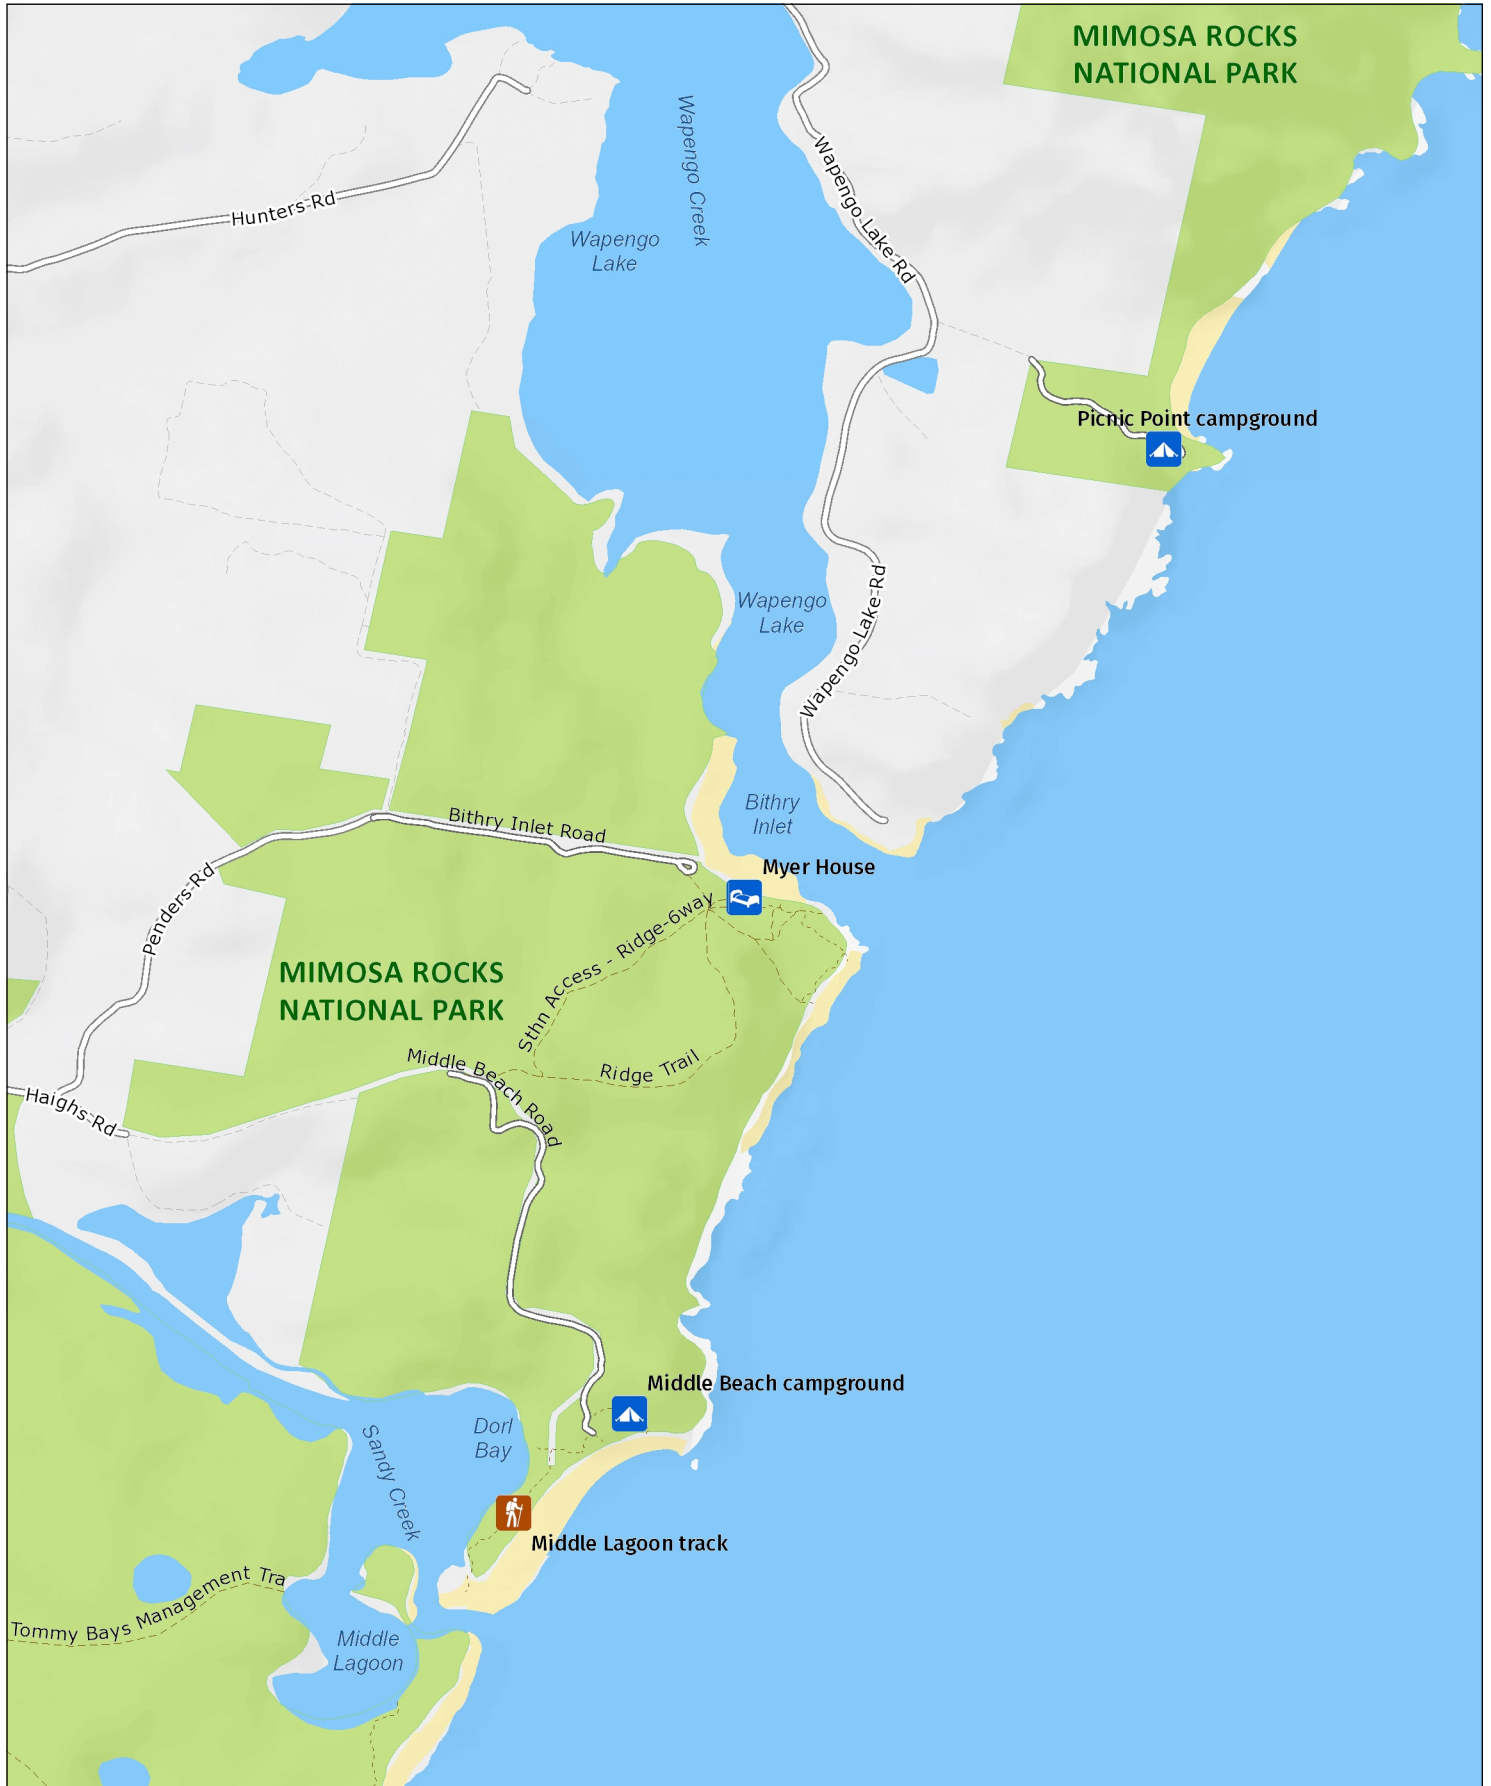 MIMOSA ROCKS
NATIONAL PARK
Wapengo Creek
Wapengo Lake Rd
Hunters Rd
Wapengo
Lake
Picnic Point campground
Wapengo
Lake
Wapengo Lake Rd
Bithry
Inlet
Bithry Inlet Road
Myer House
Penders Rd
Sthn Access - Ridge-6way
MIMOSA ROCKS
NATIONAL PARK
Middle Beach Road
Ridge Trail
Haighs Rd
Middle Beach campground
Dorl
Bay
Sandy Creek
Middle Lagoon track
Tommy Bays Management Tra
Middle
Lagoon